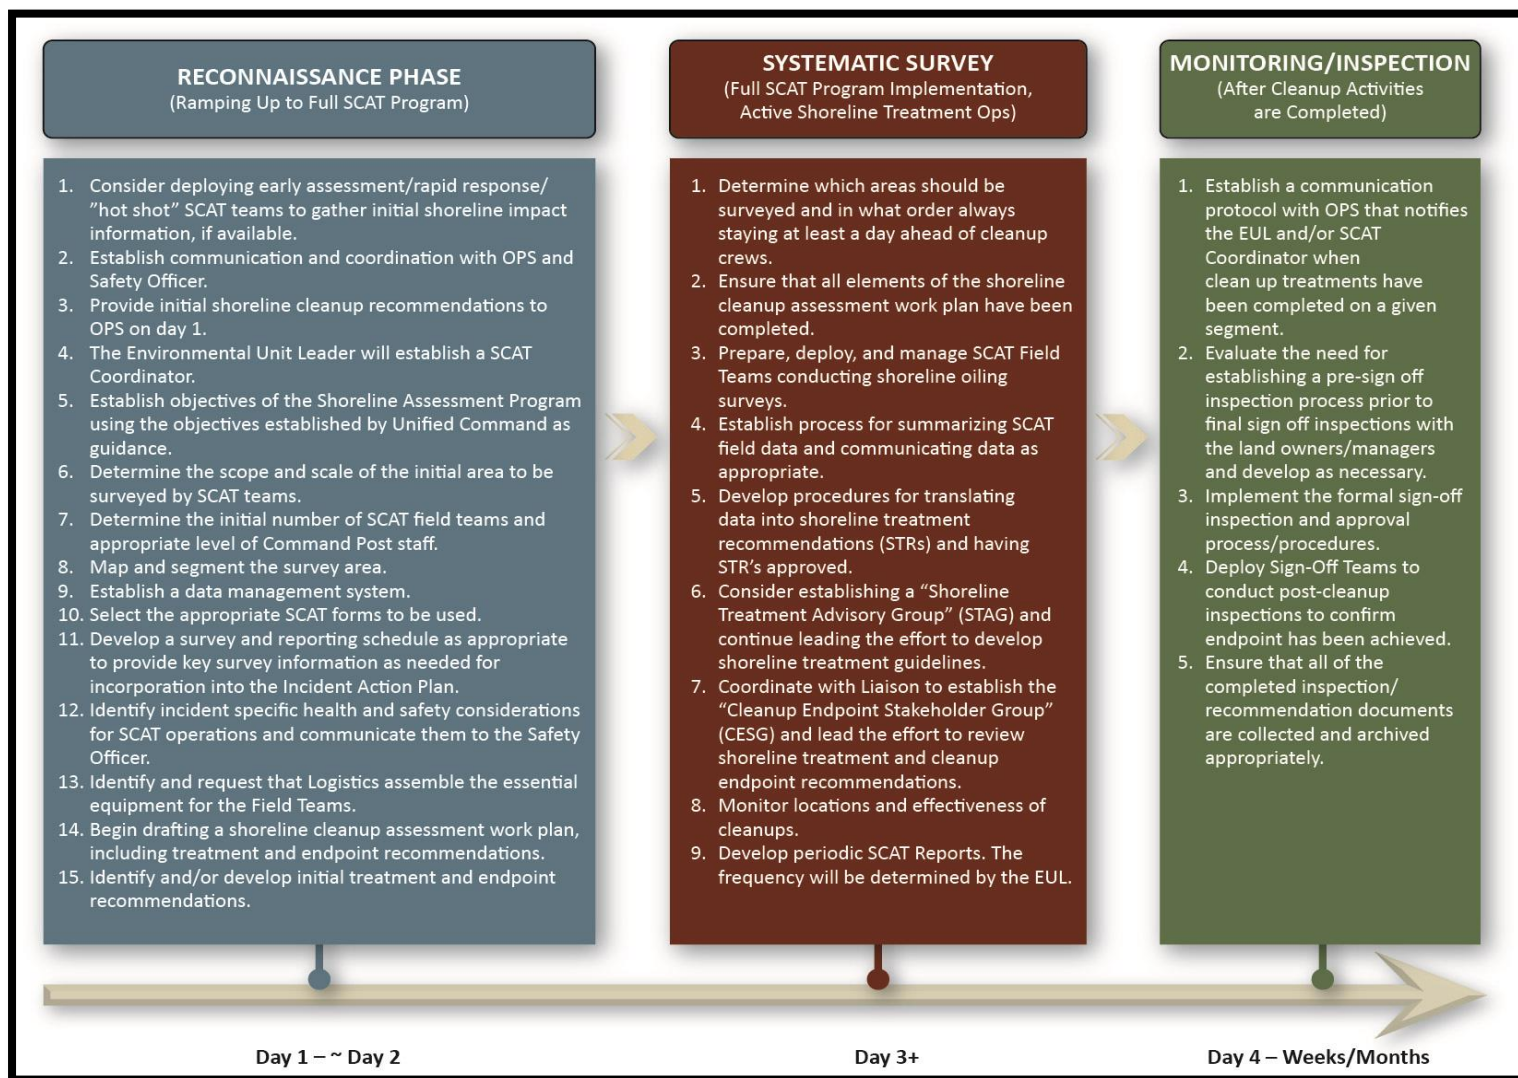 RECONNAISSANCE PHASE
(Ramping Up to Full SCAT Program)
1. Consider deploying early assessment/rapid response/
”hot shot” SCAT teams to gather initial shoreline impact
information, if available.
2. Establish communication and coordination with OPS and
Safety Officer.
3. Provide initial shoreline cleanup recommendations to
OPS on day 1.
4. The Environmental Unit Leader will establish a SCAT
Coordinator.
5. Establish objectives of the Shoreline Assessment Program
using the objectives established by Unified Command as
guidance.
6. Determine the scope and scale of the initial area to be
surveyed by SCAT teams.
7. Determine the initial number of SCAT field teams and
appropriate level of Command Post staff.
8. Map and segment the survey area.
9. Establish a data management system.
10. Select the appropriate SCAT forms to be used.
11. Develop a survey and reporting schedule as appropriate
to provide key survey information as needed for
incorporation into the Incident Action Plan.
12. Identify incident specific health and safety considerations
for SCAT operations and communicate them to the Safety
Officer.
13. Identify and request that Logistics assemble the essential
equipment for the Field Teams.
14. Begin drafting a shoreline cleanup assessment work plan,
including treatment and endpoint recommendations.
15. Identify and/or develop initial treatment and endpoint
recommendations.
SYSTEMATIC SURVEY
(Full SCAT Program Implementation,
Active Shoreline Treatment Ops)
1. Determine which areas should be
surveyed and in what order always
staying at least a day ahead of cleanup
crews.
2. Ensure that all elements of the shoreline
cleanup assessment work plan have been
completed.
3. Prepare, deploy, and manage SCAT Field
Teams conducting shoreline oiling
surveys.
4. Establish process for summarizing SCAT
field data and communicating data as
appropriate.
5. Develop procedures for translating
data into shoreline treatment
recommendations (STRs) and having
STR’s approved.
6. Consider establishing a “Shoreline
Treatment Advisory Group” (STAG) and
continue leading the effort to develop
shoreline treatment guidelines.
7. Coordinate with Liaison to establish the
“Cleanup Endpoint Stakeholder Group”
(CESG) and lead the effort to review
shoreline treatment and cleanup
endpoint recommendations.
8. Monitor locations and effectiveness of
cleanups.
9. Develop periodic SCAT Reports. The
frequency will be determined by the EUL.
MONITORING/INSPECTION
(After Cleanup Activities
are Completed)
1. Establish a communication
protocol with OPS that notifies
the EUL and/or SCAT
Coordinator when
clean up treatments have
been completed on a given
segment.
2. Evaluate the need for
establishing a pre-sign off
inspection process prior to
final sign off inspections with
the land owners/managers
and develop as necessary.
3. Implement the formal sign-off
inspection and approval
process/procedures.
4. Deploy Sign-Off Teams to
conduct post-cleanup
inspections to confirm
endpoint has been achieved.
5. Ensure that all of the
completed inspection/
recommendation documents
are collected and archived
appropriately.
Day 1 – ~ Day 2
Day 3+
Day 4 – Weeks/Months